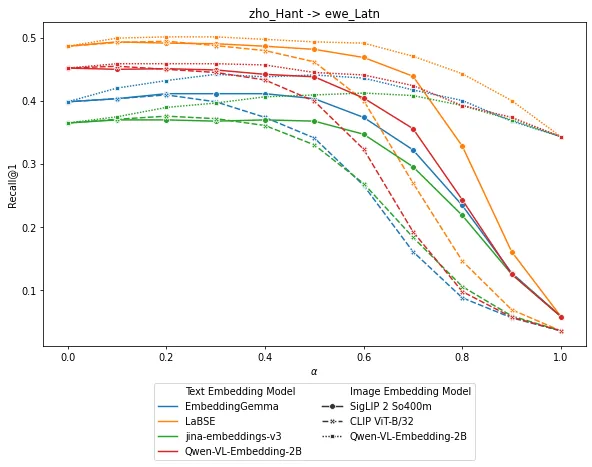 zho_Hant -> ewe_Latn
Recall@1
0.5
0.4
0.3
0.2
0.1
0.0 0.2 0.4 0.6 0.8 1.0
α
Text Embedding Model
EmbeddingGemma
LaBSE
jina-embeddings-v3
Qwen-VL-Embedding-2B
Image Embedding Model
SigLIP 2 So400m
CLIP ViT-B/32
Qwen-VL-Embedding-2B